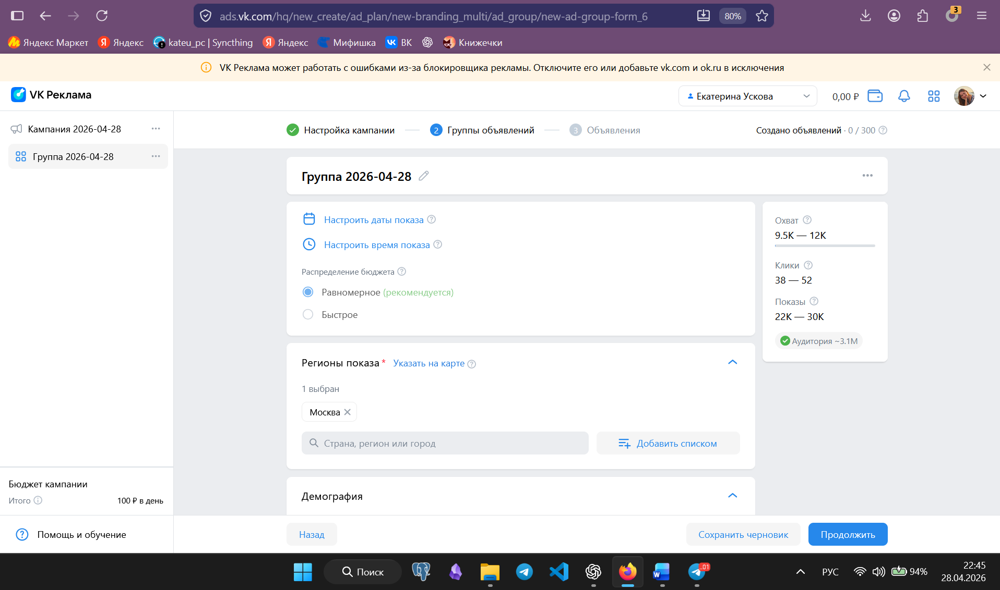 ads.vk.com/hq/new_create/ad_plan/new-branding_multi/ad_group/new-ad-group-form_6
80%
3
Яндекс Маркет
Я Яндекс
kateu_pc | Syncthing
Я Яндекс
Мифишка
ВК
Книжечки
VK Реклама может работать с ошибками из-за блокировщика рекламы. Отключите его или добавьте vk.com и ok.ru в исключения
VK Реклама
Екатерина Ускова
0,00 ₽
Кампания 2026-04-28
Группа 2026-04-28
Настройка кампании
2 Группы объявлений
3 Объявления
Создано объявлений · 0 / 300
Группа 2026-04-28
Настроить даты показа
Настроить время показа
Распределение бюджета
Равномерное (рекомендуется)
Быстрое
Охват
9.5K — 12K
Клики
38 — 52
Показы
22K — 30K
Аудитория ~3.1M
Регионы показа * Указать на карте
1 выбран
Москва
Страна, регион или город
Добавить списком
Демография
Бюджет кампании
Итого
100 ₽ в день
Помощь и обучение
Назад
Сохранить черновик
Продолжить
Поиск
W
..01
РУС
94%
22:45
28.04.2026